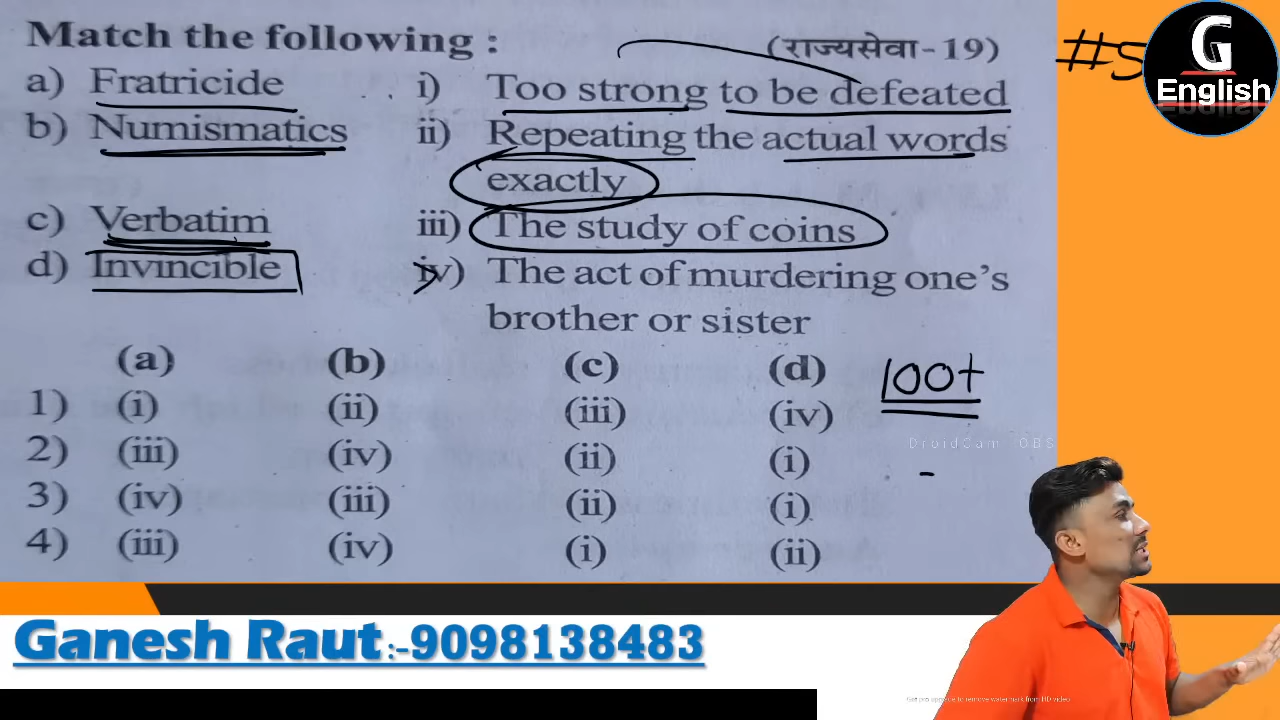 Match the following :
(राज्यसेवा-19)
#5
G
English
a) Fratricide i) Too strong to be defeated
b) Numismatics ii) Repeating the actual words
exactly
c) Verbatim iii) The study of coins
d) Invincible iv) The act of murdering one's
brother or sister
(a) (b) (c) (d)
1) (i) (ii) (iii) (iv)
2) (iii) (iv) (ii) (i)
3) (iv) (iii) (ii) (i)
4) (iii) (iv) (i) (ii)
100+
DroidCam OBS
Ganesh Raut:-9098138483